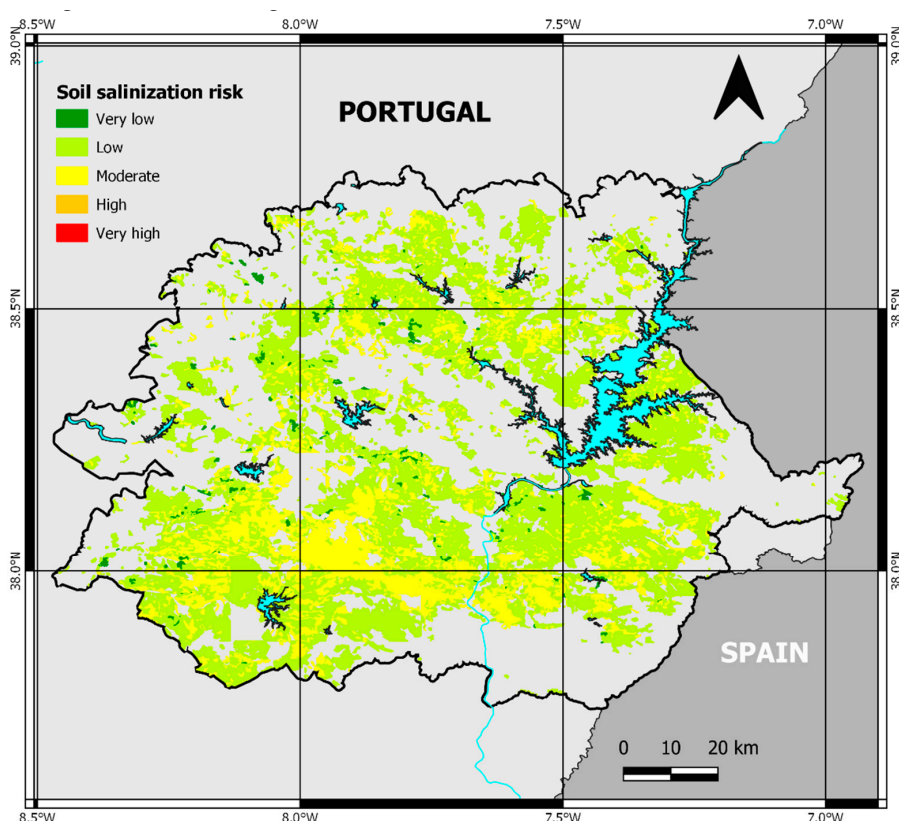 8.5°W 8.0°W 7.5°W 7.0°W
39.0°N 39.0°N
Soil salinization risk
PORTUGAL
Very low
Low
Moderate
High
Very high
38.5°N 38.5°N
38.0°N 38.0°N
SPAIN
0 10 20 km
8.5°W 8.0°W 7.5°W 7.0°W